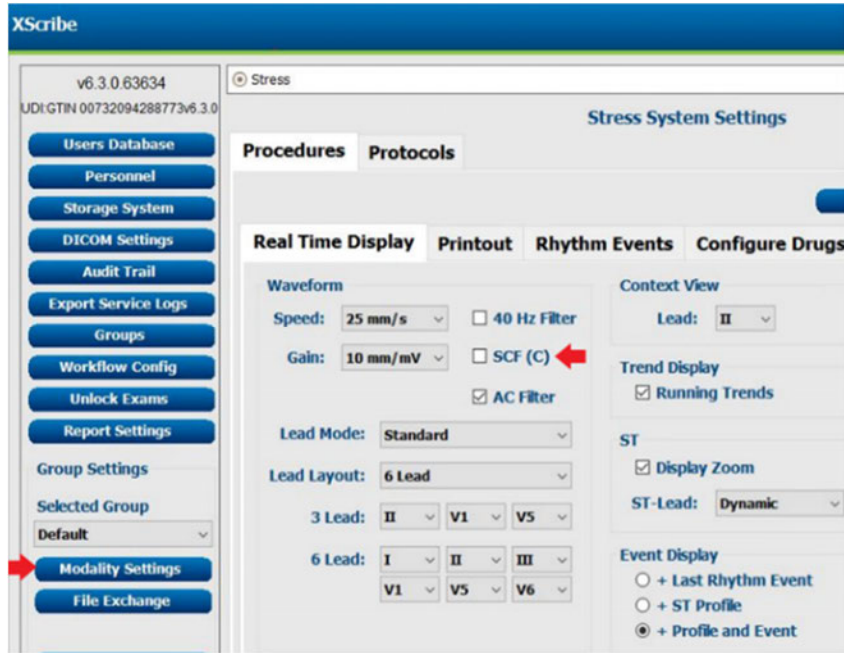 XScribe
v6.3.0.63634
UDI:GTIN 00732094288773v6.3.0
Users Database
Personnel
Storage System
DICOM Settings
Audit Trail
Export Service Logs
Groups
Workflow Config
Unlock Exams
Report Settings
Group Settings
Selected Group
Default
Modality Settings
File Exchange
Stress
Stress System Settings
Procedures Protocols
Real Time Display Printout Rhythm Events Configure Drugs
Waveform
Speed: 25 mm/s 40 Hz Filter
Gain: 10 mm/mV SCF (C)
AC Filter
Lead Mode: Standard
Lead Layout: 6 Lead
3 Lead: II V1 V5
6 Lead: I II III
V1 V5 V6
Context View
Lead: II
Trend Display
Running Trends
ST
Display Zoom
ST-Lead: Dynamic
Event Display
+ Last Rhythm Event
+ ST Profile
+ Profile and Event